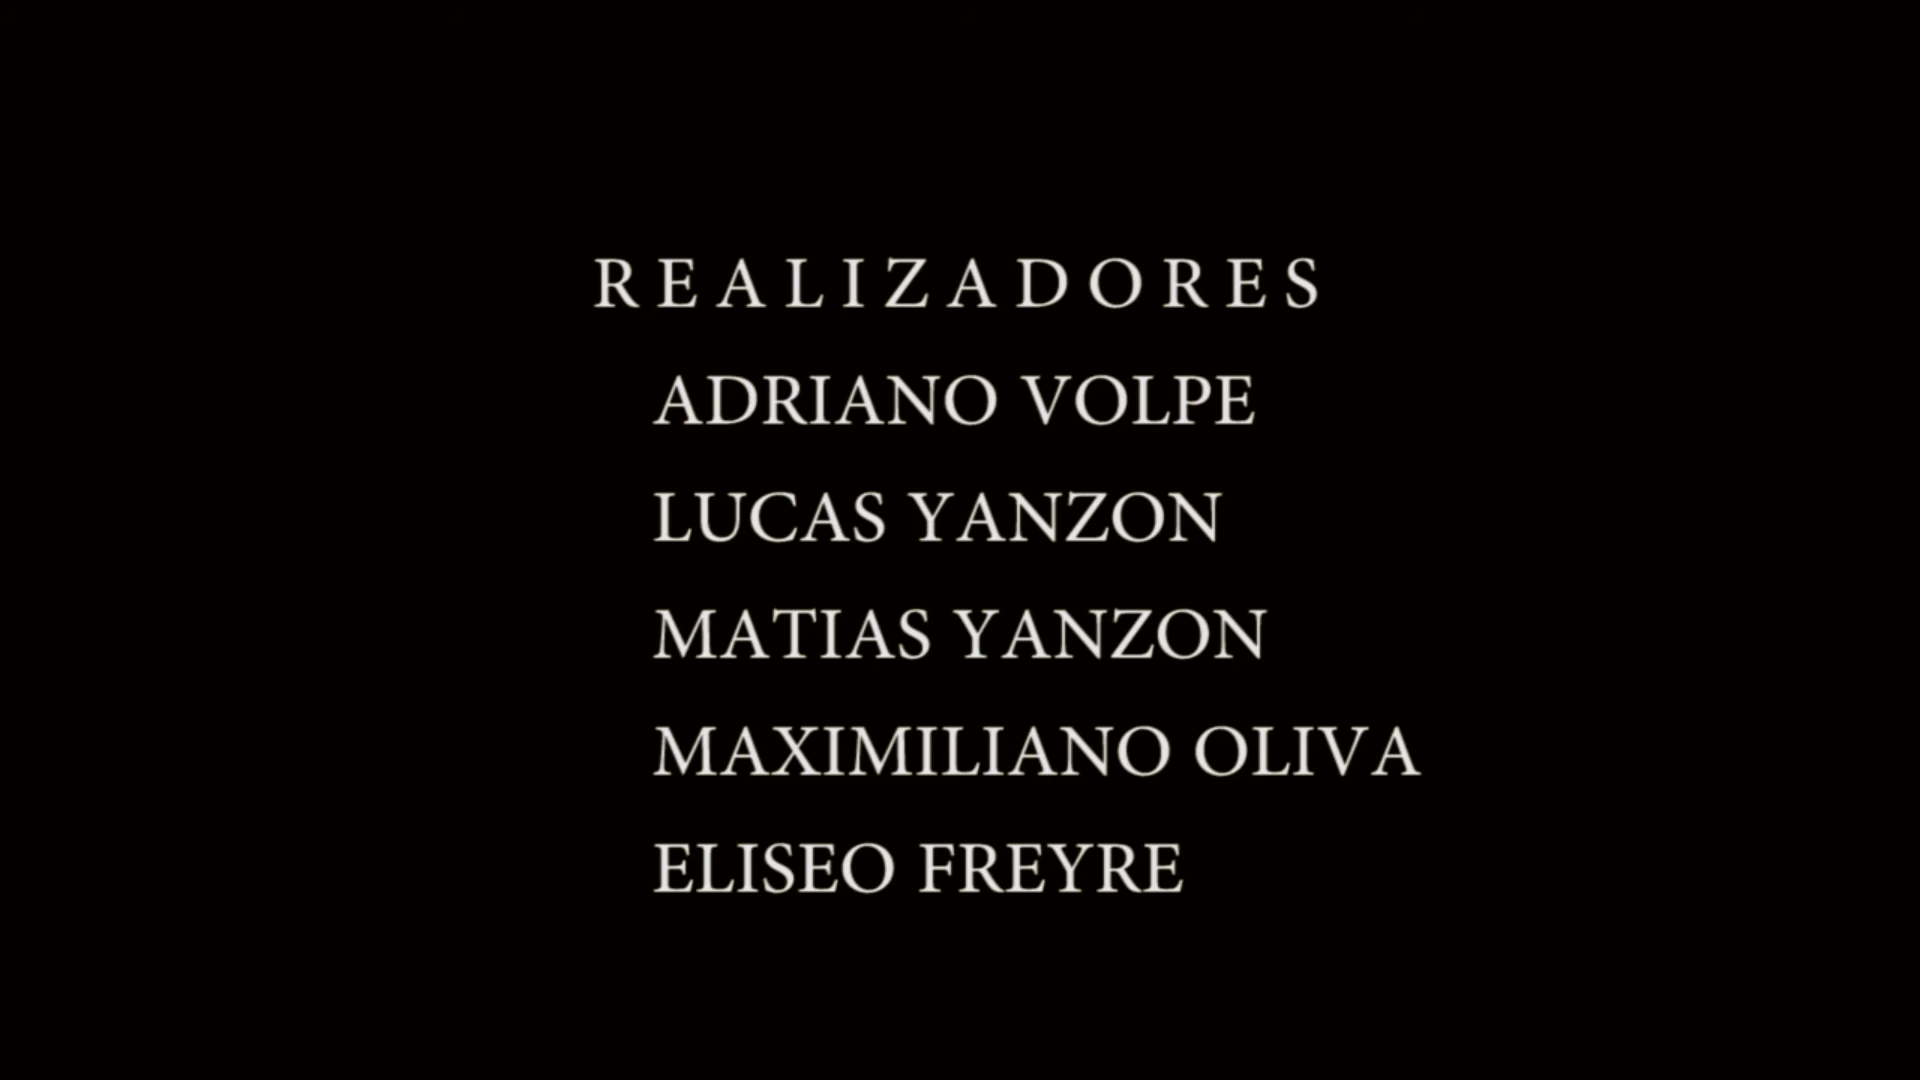 REALIZADORES
ADRIANO VOLPE
LUCAS YANZON
MATIAS YANZON
MAXIMILIANO OLIVA
ELISEO FREYRE